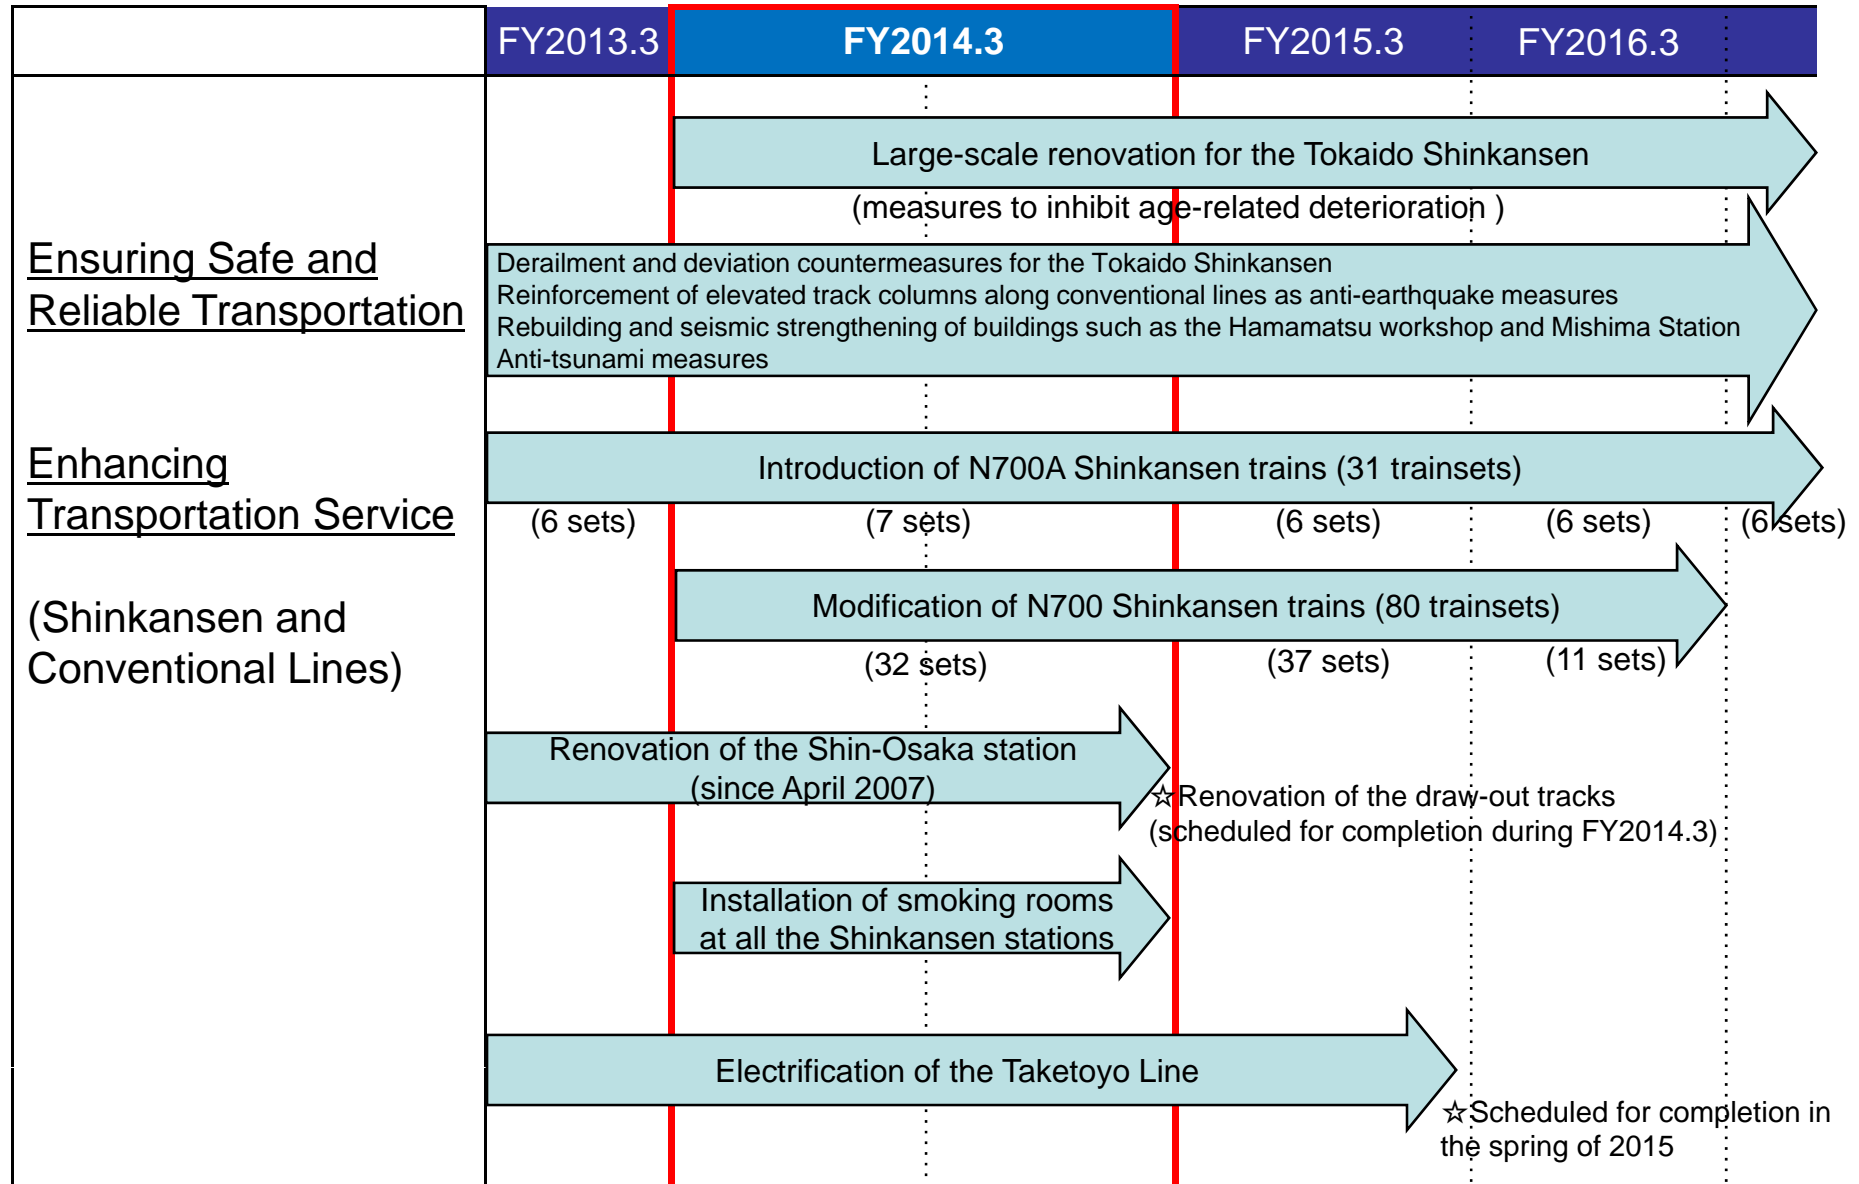 FY2013.3
FY2014.3
FY2015.3
FY2016.3
Large-scale renovation for the Tokaido Shinkansen
(measures to inhibit age-related deterioration )
Ensuring Safe and
Reliable Transportation
Derailment and deviation countermeasures for the Tokaido Shinkansen
Reinforcement of elevated track columns along conventional lines as anti-earthquake measures
Rebuilding and seismic strengthening of buildings such as the Hamamatsu workshop and Mishima Station
Anti-tsunami measures
Enhancing
Transportation Service
(Shinkansen and
Conventional Lines)
Introduction of N700A Shinkansen trains (31 trainsets)
(6 sets)
(7 sets)
(6 sets)
(6 sets)
(6 sets)
Modification of N700 Shinkansen trains (80 trainsets)
(32 sets)
(37 sets)
(11 sets)
Renovation of the Shin-Osaka station
(since April 2007)
☆Renovation of the draw-out tracks
(scheduled for completion during FY2014.3)
Installation of smoking rooms
at all the Shinkansen stations
Electrification of the Taketoyo Line
☆Scheduled for completion in
the spring of 2015